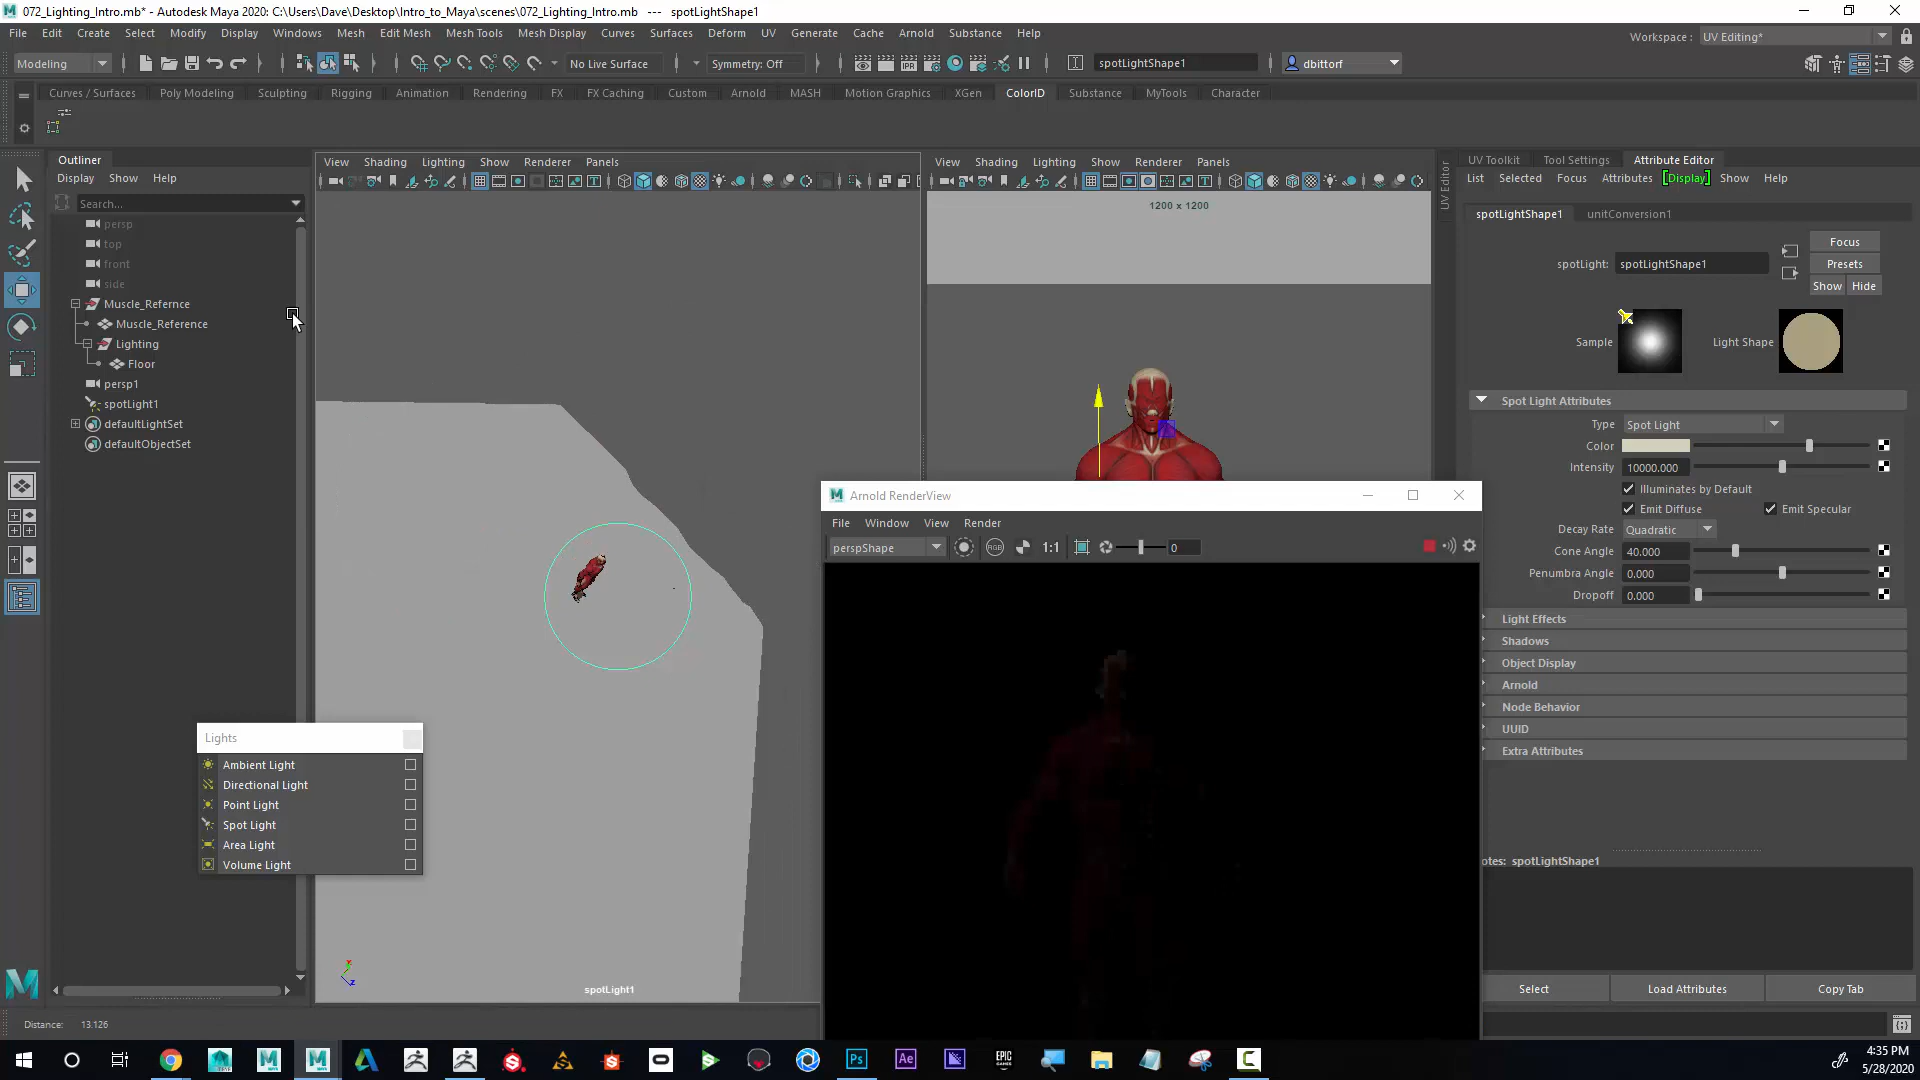 072_Lighting_Intro.mb* - Autodesk Maya 2020: C:\Users\Dave\Desktop\Intro_to_Maya\scenes\072_Lighting_Intro.mb --- spotLightShape1
File Edit Create Select Modify Display Windows Mesh Edit Mesh Mesh Tools Mesh Display Curves Surfaces Deform UV Generate Cache Arnold Substance Help
Workspace : UV Editing*
Modeling No Live Surface Symmetry: Off spotLightShape1 dbittorf
Curves / Surfaces Poly Modeling Sculpting Rigging Animation Rendering FX FX Caching Custom Arnold MASH Motion Graphics XGen ColorID Substance MyTools Character
Outliner
Display Show Help
Search...
persp
top
front
side
Muscle_Refernce
Muscle_Reference
Lighting
Floor
persp1
spotLight1
defaultLightSet
defaultObjectSet
View Shading Lighting Show Renderer Panels
spotLight1
View Shading Lighting Show Renderer Panels
1200 x 1200
UV Editor
Lights
Ambient Light
Directional Light
Point Light
Spot Light
Area Light
Volume Light
Arnold RenderView
File Window View Render
perspShape RGB 1:1 0
UV Toolkit Tool Settings Attribute Editor
List Selected Focus Attributes Display Show Help
spotLightShape1 unitConversion1
Focus
spotLight: spotLightShape1
Presets
Show Hide
Sample Light Shape
Spot Light Attributes
Type Spot Light
Color
Intensity 10000.000
Illuminates by Default
Emit Diffuse Emit Specular
Decay Rate Quadratic
Cone Angle 40.000
Penumbra Angle 0.000
Dropoff 0.000
Light Effects
Shadows
Object Display
Arnold
Node Behavior
UUID
Extra Attributes
otes: spotLightShape1
Select Load Attributes Copy Tab
Distance: 13.126
4:35 PM
5/28/2020